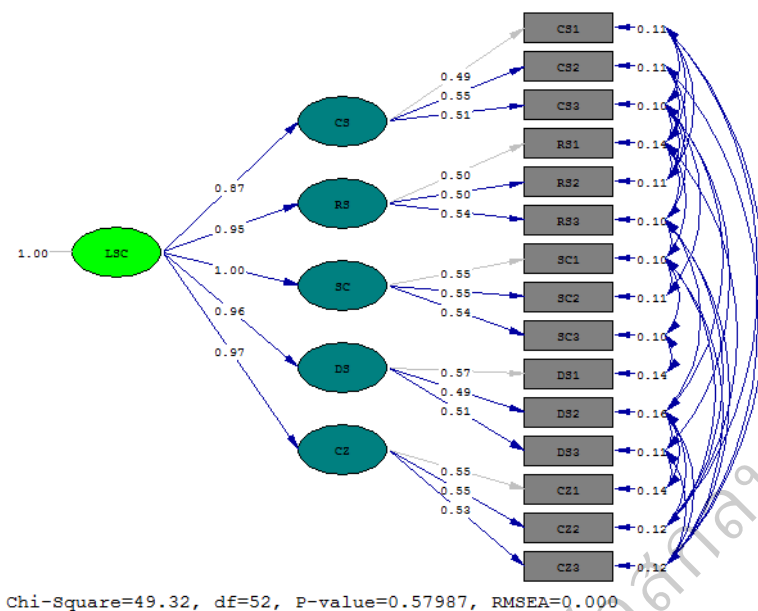 CS1
0.11
CS2
0.11
0.49
0.55
0.51
CS3
0.10
CS
RS1
0.14
0.87
0.50
0.50
0.54
RS2
0.11
RS
0.95
RS3
0.10
1.00
LSC
SC1
0.10
1.00
0.55
0.55
0.54
SC
SC2
0.11
0.96
SC3
0.10
0.97
DS
0.57
0.49
0.51
DS1
0.14
DS2
0.16
DS3
CZ
0.55
0.55
0.53
CZ1
0.14
CZ2
0.12
CZ3
0.12
Chi-Square=49.32, df=52, P-value=0.57987, RMSEA=0.000